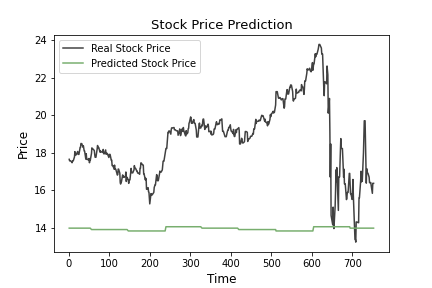 Stock Price Prediction
Real Stock Price
Predicted Stock Price
24
22
20
18
16
14
Price
0 100 200 300 400 500 600 700
Time